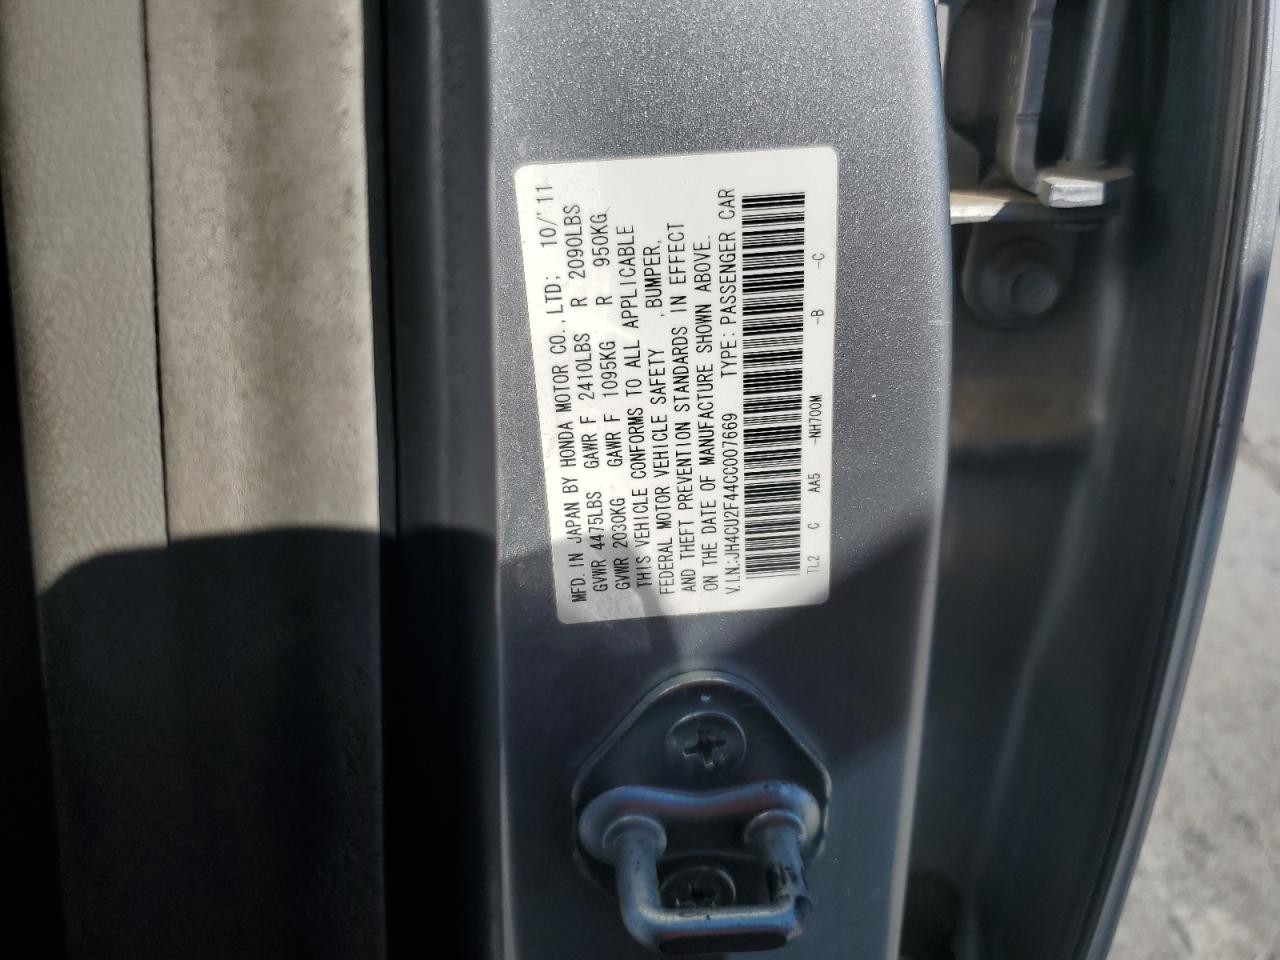 MFD. IN JAPAN BY HONDA MOTOR CO., LTD: 10/'11
GVWR 4475LBS GAWR F 2410LBS R 2090LBS
GVWR 2030KG GAWR F 1095KG R 950KG
THIS VEHICLE CONFORMS TO ALL APPLICABLE
FEDERAL MOTOR VEHICLE SAFETY , BUMPER,
AND THEFT PREVENTION STANDARDS IN EFFECT
ON THE DATE OF MANUFACTURE SHOWN ABOVE.
V.I.N:JH4CU2F44CC007669 TYPE: PASSENGER CAR
TL2 C AA5 -NH700M -B -C